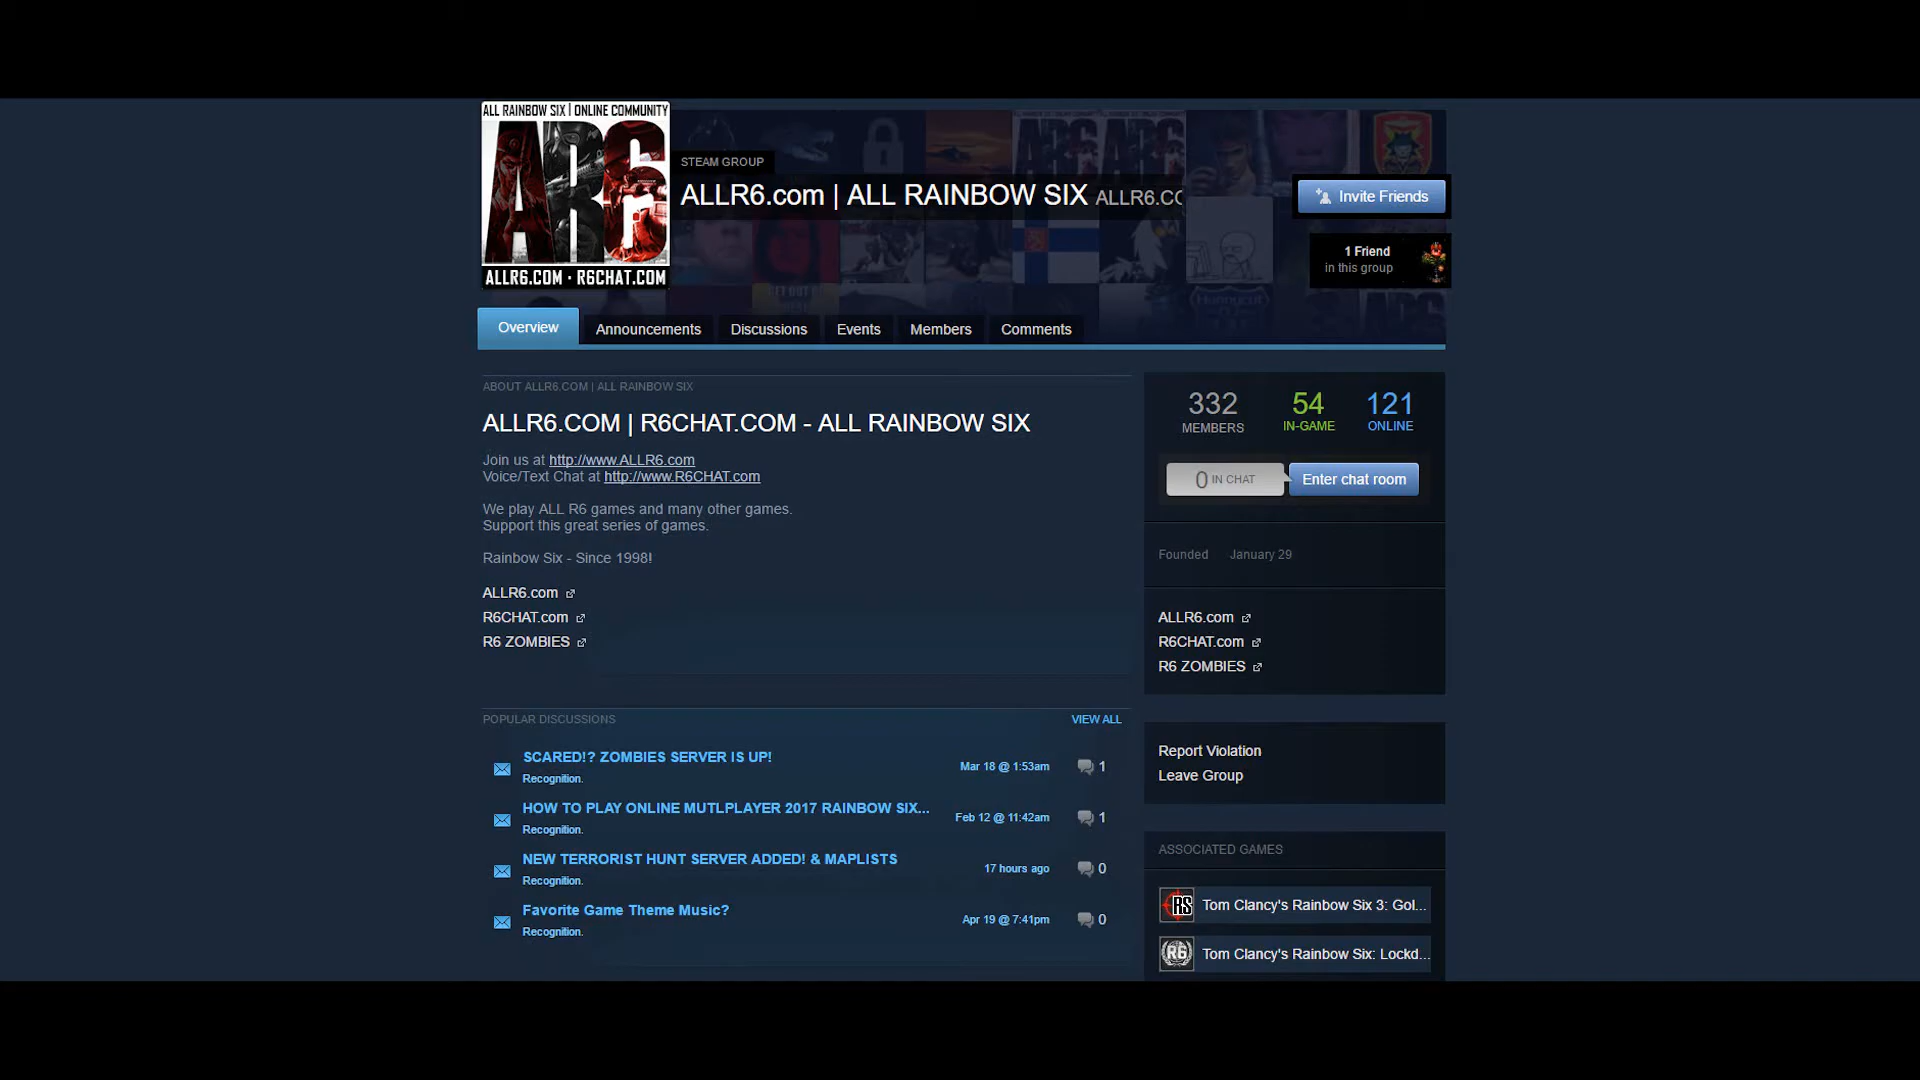 ALL RAINBOW SIX | ONLINE COMMUNITY
AR6
ALLR6.COM · R6CHAT.COM
STEAM GROUP
ALLR6.com | ALL RAINBOW SIX ALLR6.CO
Invite Friends
1 Friend
in this group
Overview
Announcements
Discussions
Events
Members
Comments
ABOUT ALLR6.COM | ALL RAINBOW SIX
ALLR6.COM | R6CHAT.COM - ALL RAINBOW SIX
Join us at http://www.ALLR6.com
Voice/Text Chat at http://www.R6CHAT.com
We play ALL R6 games and many other games.
Support this great series of games.
Rainbow Six - Since 1998!
ALLR6.com
R6CHAT.com
R6 ZOMBIES
POPULAR DISCUSSIONS
VIEW ALL
SCARED!? ZOMBIES SERVER IS UP!
Recognition.
Mar 18 @ 1:53am
1
HOW TO PLAY ONLINE MUTLPLAYER 2017 RAINBOW SIX...
Recognition.
Feb 12 @ 11:42am
1
NEW TERRORIST HUNT SERVER ADDED! & MAPLISTS
Recognition.
17 hours ago
0
Favorite Game Theme Music?
Recognition.
Apr 19 @ 7:41pm
0
332
MEMBERS
54
IN-GAME
121
ONLINE
0 IN CHAT
Enter chat room
Founded January 29
ALLR6.com
R6CHAT.com
R6 ZOMBIES
Report Violation
Leave Group
ASSOCIATED GAMES
RS
Tom Clancy's Rainbow Six 3: Gol...
R6
Tom Clancy's Rainbow Six: Lockd...